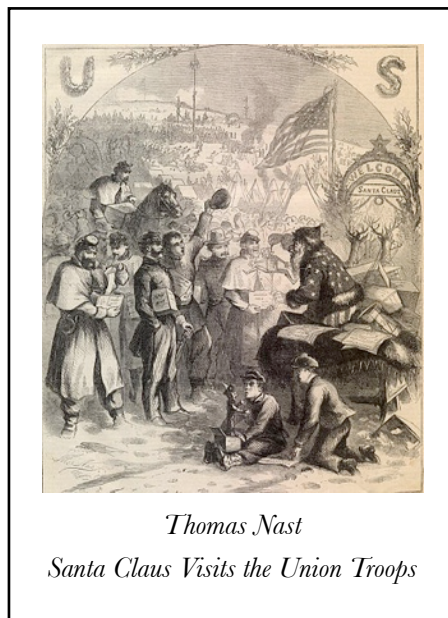 U S
WELCOME
SANTA CLAUS
Thomas Nast
Santa Claus Visits the Union Troops